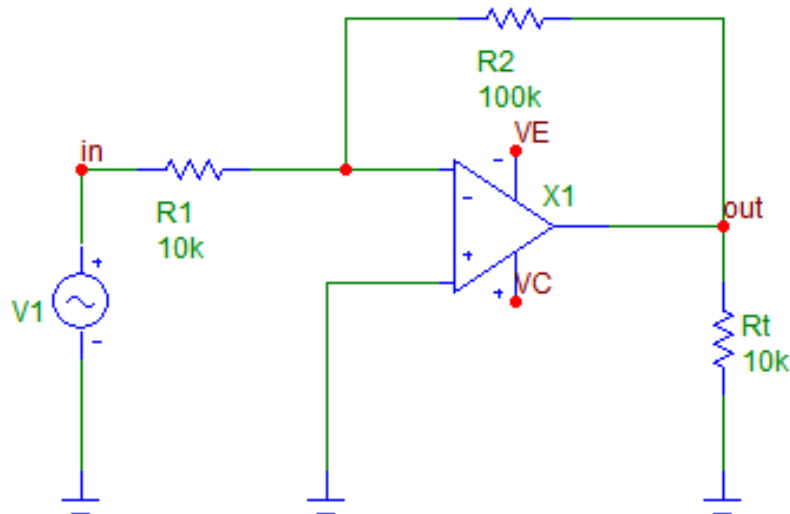 R2
100k
VE
in
-
X1
R1
10k
-
out
+
+
VC
+
V1
-
Rt
10k